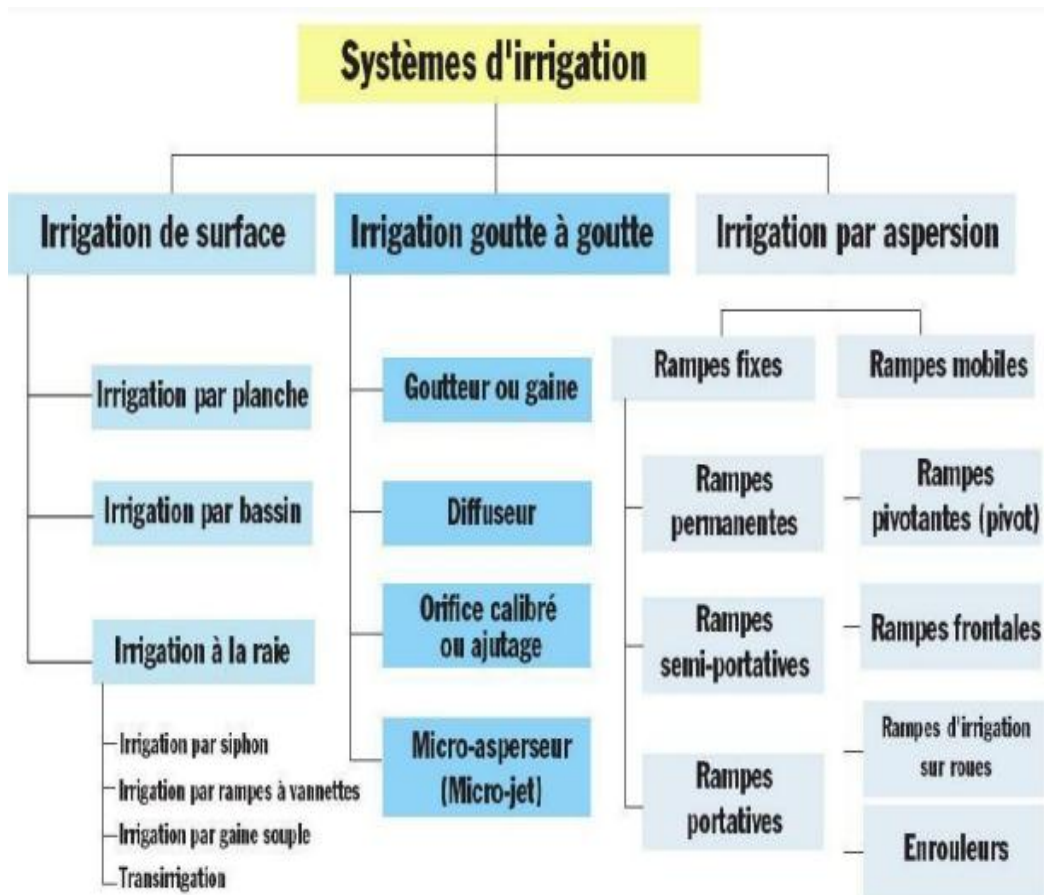 Systèmes d'irrigation
Irrigation de surface
Irrigation goutte à goutte
Irrigation par aspersion
Irrigation par planche
Irrigation par bassin
Irrigation à la raie
Irrigation par siphon
Irrigation par rampes à vannettes
Irrigation par gaine souple
Transirrigation
Goutteur ou gaine
Diffuseur
Orifice calibré
ou ajutage
Micro-asperseur
(Micro-jet)
Rampes fixes
Rampes
permanentes
Rampes
semi-portatives
Rampes
portatives
Rampes mobiles
Rampes
pivotantes (pivot)
Rampes frontales
Rampes d'irrigation
sur roues
Enrouleurs